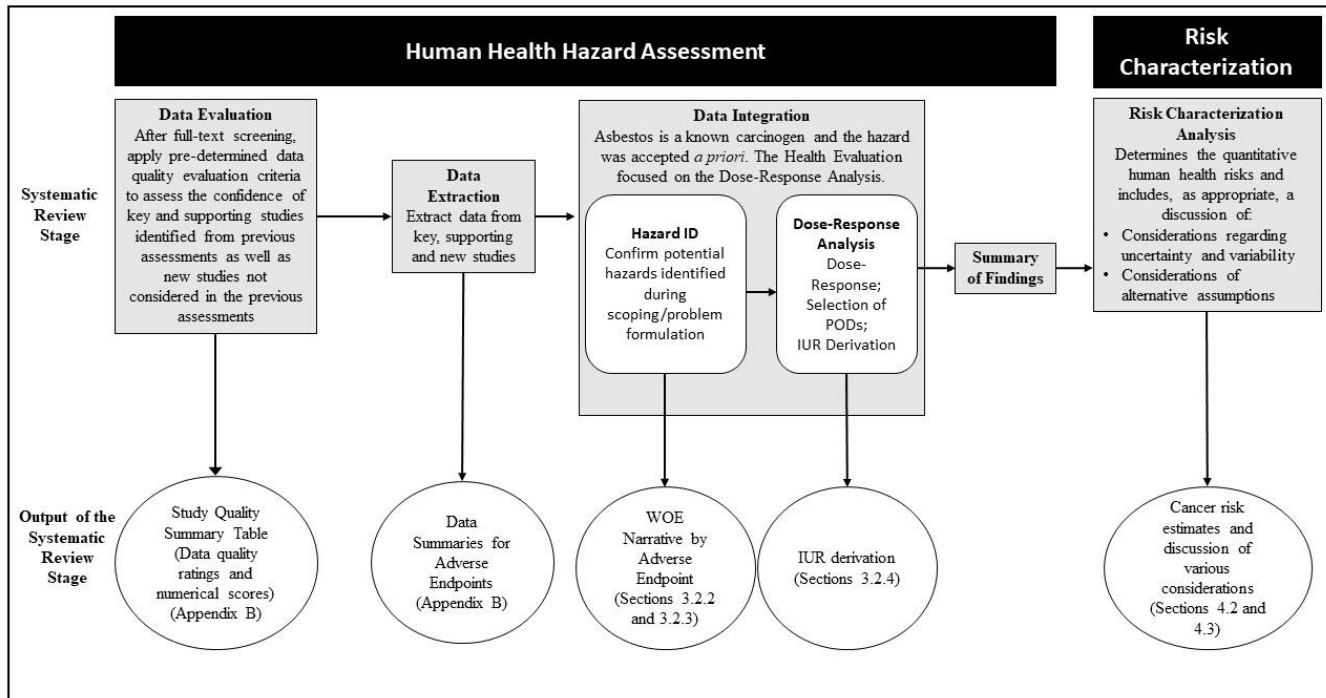 Human Health Hazard Assessment
Risk
Characterization
Systematic
Review
Stage
Data Evaluation
After full-text screening,
apply pre-determined data
quality evaluation criteria
to assess the confidence of
key and supporting studies
identified from previous
assessments as well as
new studies not
considered in the previous
assessments
Data
Extraction
Extract data from
key, supporting
and new studies
Data Integration
Asbestos is a known carcinogen and the hazard
was accepted a priori. The Health Evaluation
focused on the Dose-Response Analysis.
Hazard ID
Confirm potential
hazards identified
during
scoping/problem
formulation
Dose-Response
Analysis
Dose-
Response;
Selection of
PODs;
IUR Derivation
Summary
of Findings
Risk Characterization
Analysis
Determines the quantitative
human health risks and
includes, as appropriate, a
discussion of:
• Considerations regarding
uncertainty and variability
• Considerations of
alternative assumptions
Output of the
Systematic
Review
Stage
Study Quality
Summary Table
(Data quality
ratings and
numerical scores)
(Appendix B)
Data
Summaries for
Adverse
Endpoints
(Appendix B)
WOE
Narrative by
Adverse
Endpoint
(Sections 3.2.2
and 3.2.3)
IUR derivation
(Sections 3.2.4)
Cancer risk
estimates and
discussion of
various
considerations
(Sections 4.2 and
4.3)